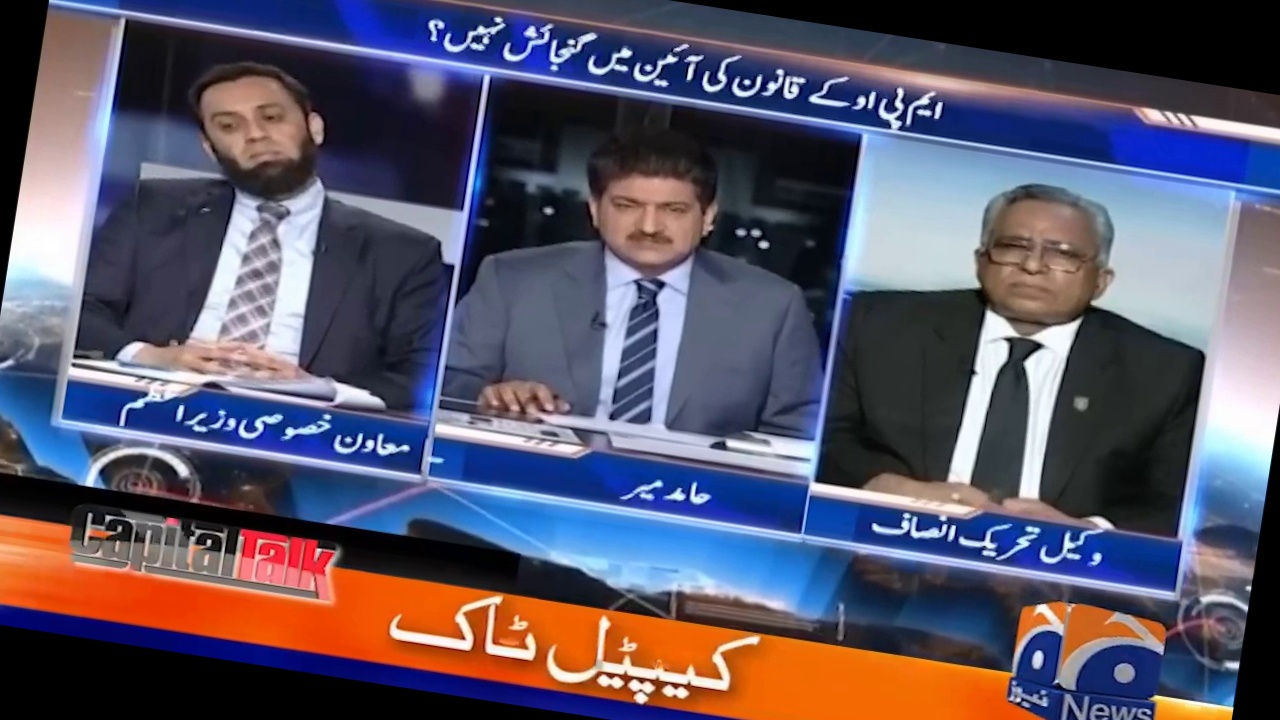 ایم پی او کے قانون کی آئین میں گنجائش نہیں؟
معاون خصوصی وزیر اعظم
حامد میر
وکیل تحریک انصاف
Capital Talk
کیپٹل ٹاک
نیوز
News